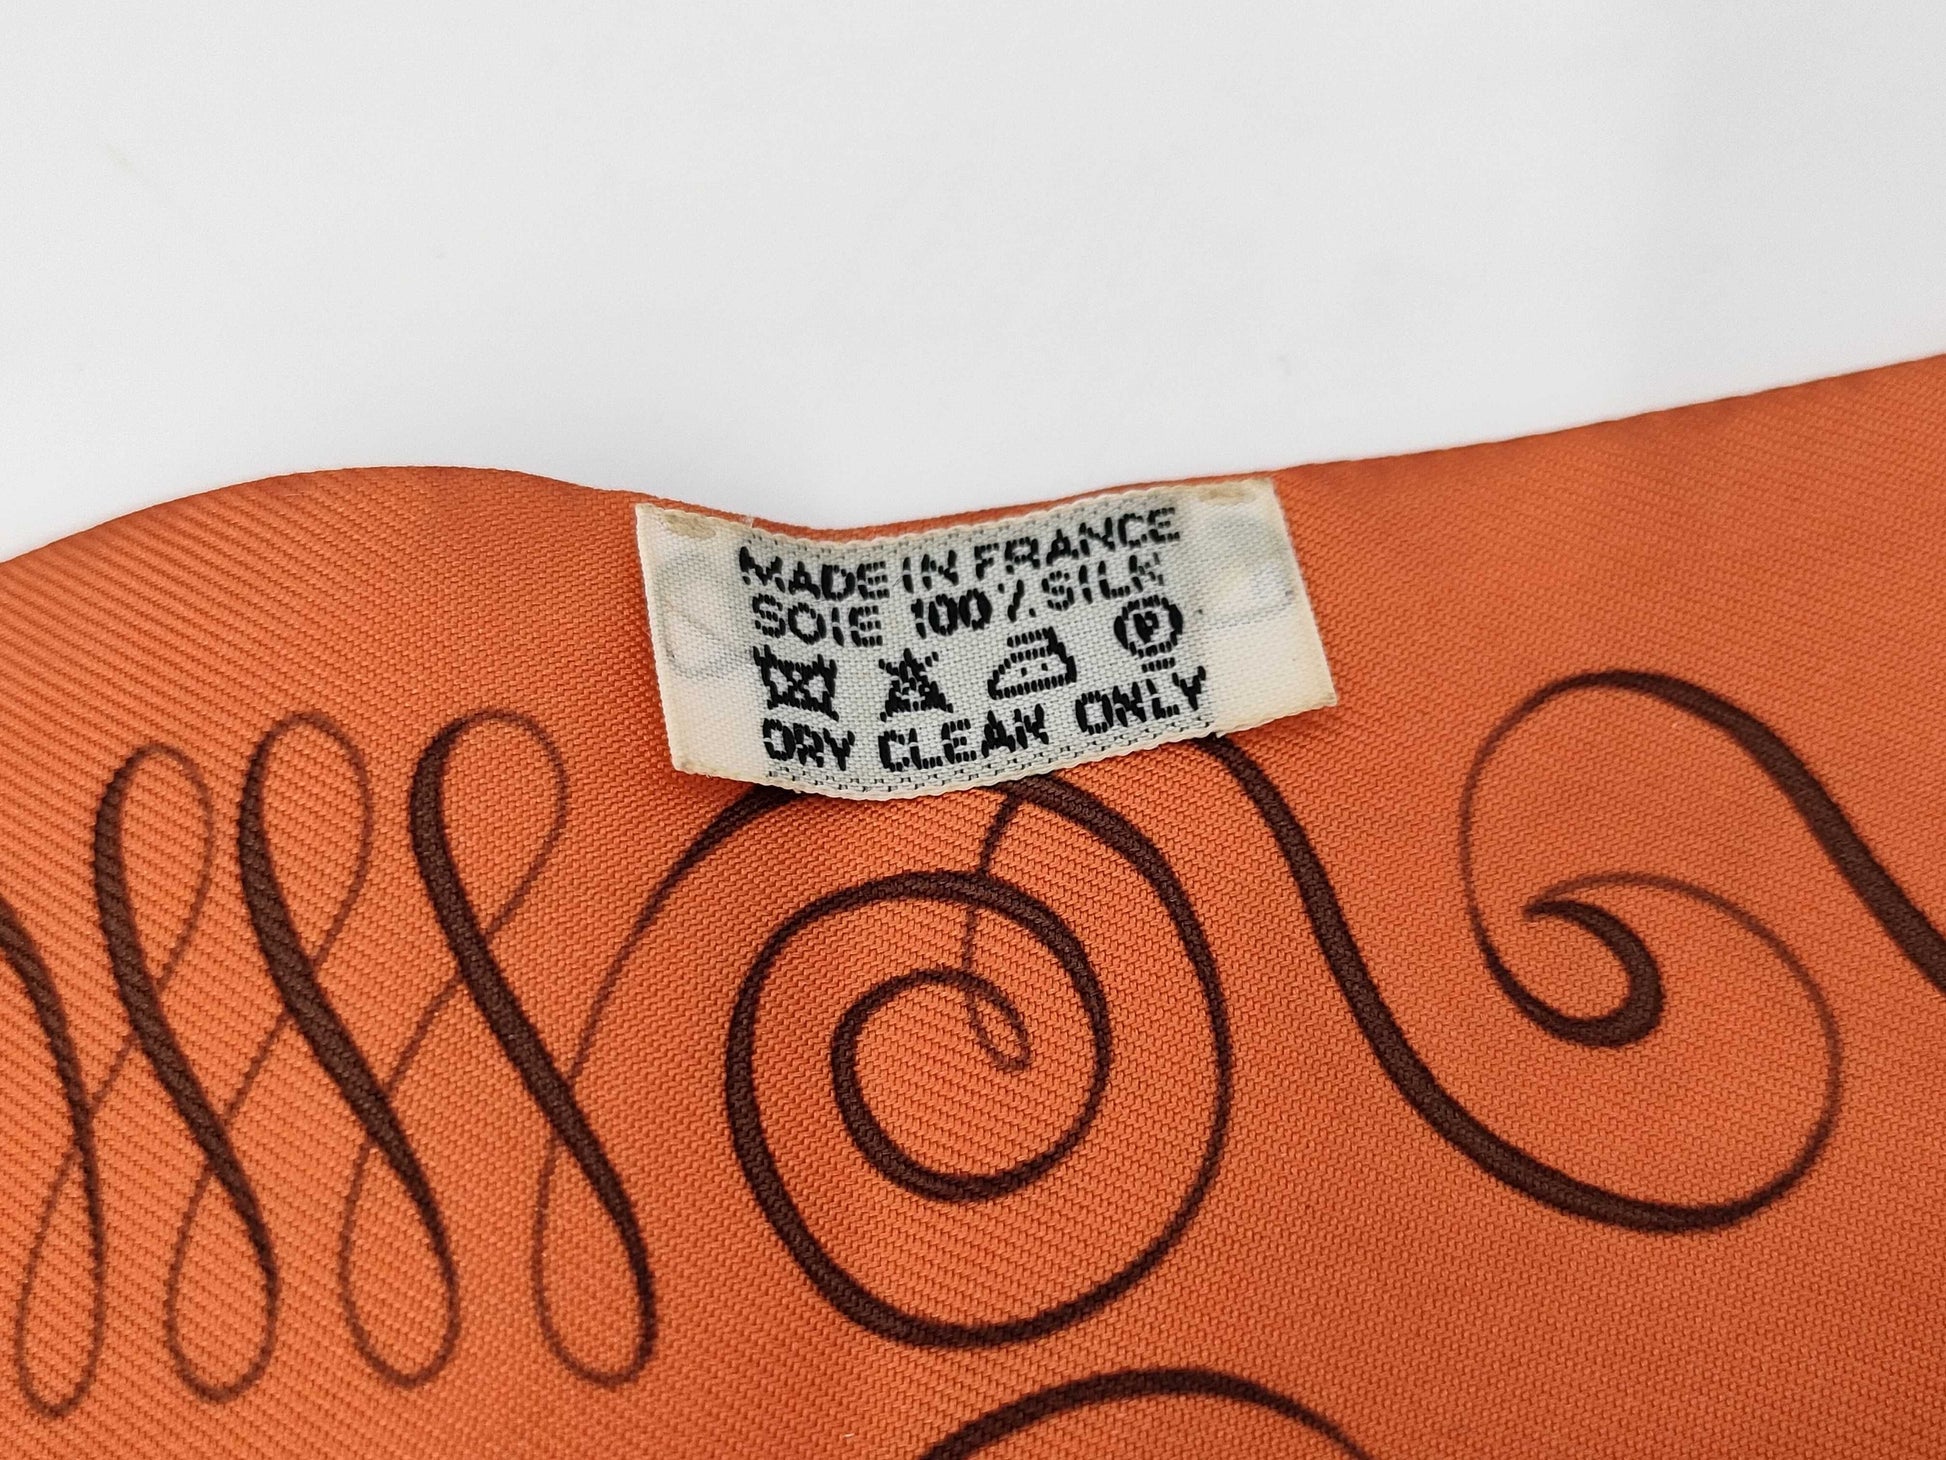 MADE IN FRANCE
SOIE 100% SILK
P
DRY CLEAN ONLY